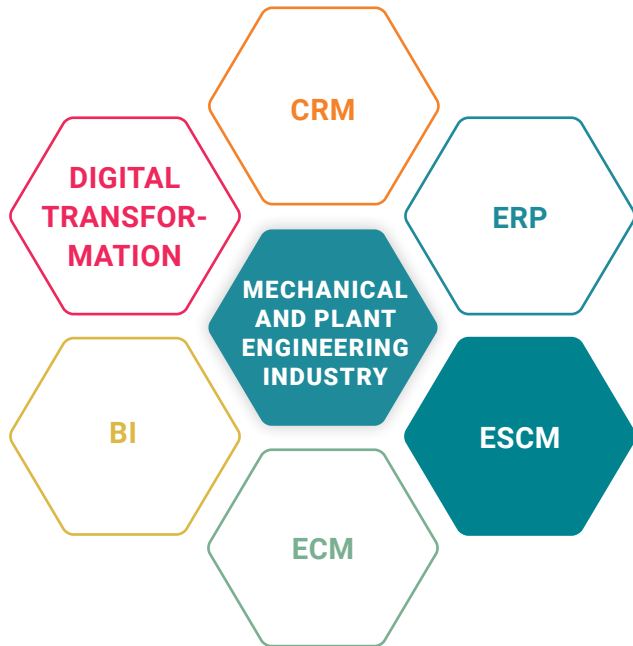 CRM
DIGITAL
TRANSFOR-
MATION
ERP
MECHANICAL
AND PLANT
ENGINEERING
INDUSTRY
BI
ESCM
ECM